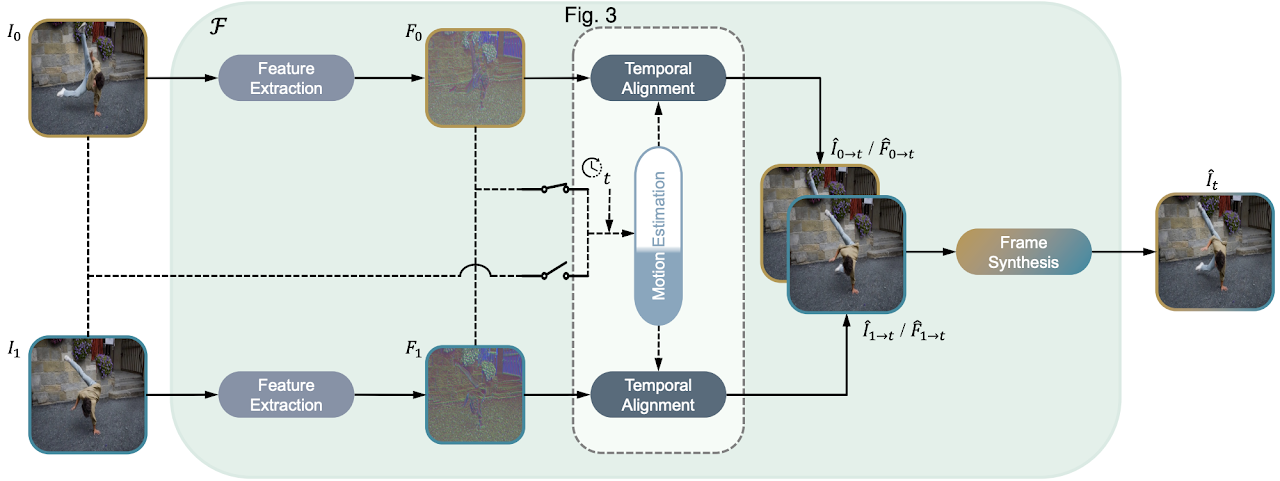 Fig. 3
I₀
ℱ
Feature
Extraction
F₀
Temporal
Alignment
Î₀→t / F̂₀→t
t
Motion Estimation
Ît
Frame
Synthesis
I₁
Feature
Extraction
F₁
Temporal
Alignment
Î₁→t / F̂₁→t